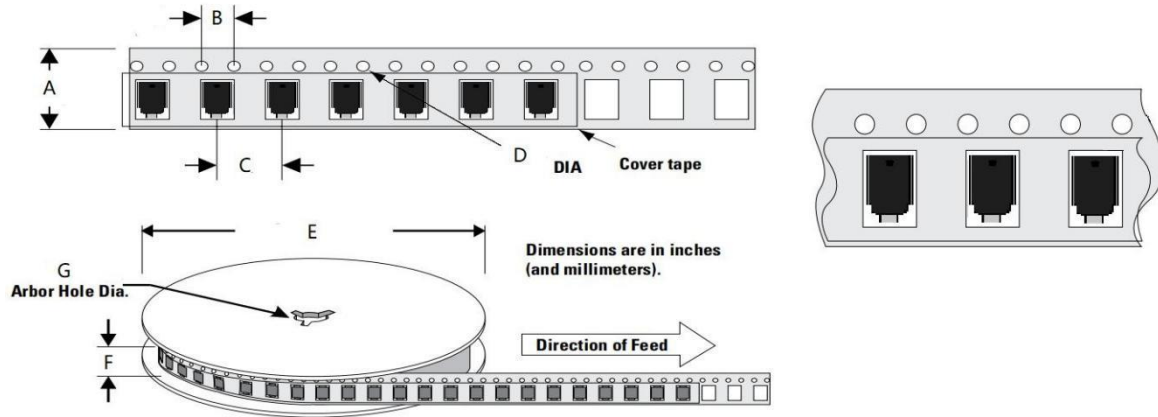 B
A
C
D
DIA
Cover tape
E
G
Arbor Hole Dia.
F
Dimensions are in inches
(and millimeters).
Direction of Feed